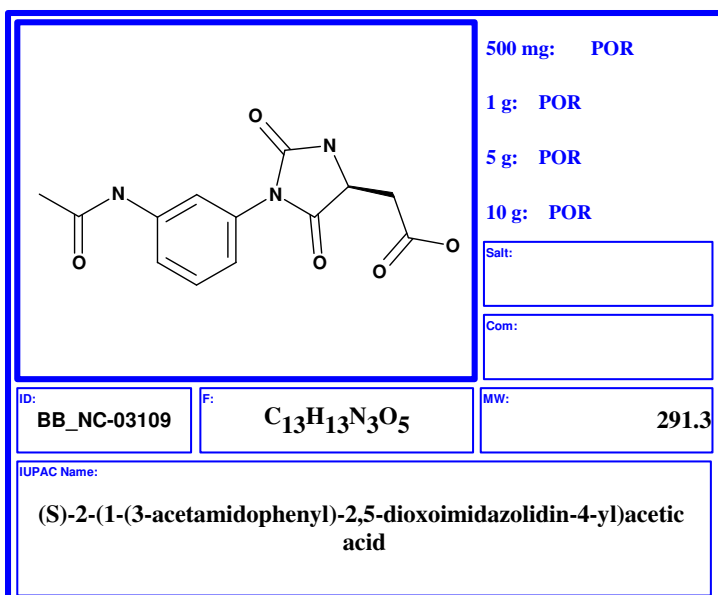 500 mg: POR
1 g: POR
5 g: POR
10 g: POR
O
N
N
N
O
O
O
O
Salt:
Com:
ID:
BB_NC-03109
F:
C13H13N3O5
MW:
291.3
IUPAC Name:
(S)-2-(1-(3-acetamidophenyl)-2,5-dioxoimidazolidin-4-yl)acetic
acid